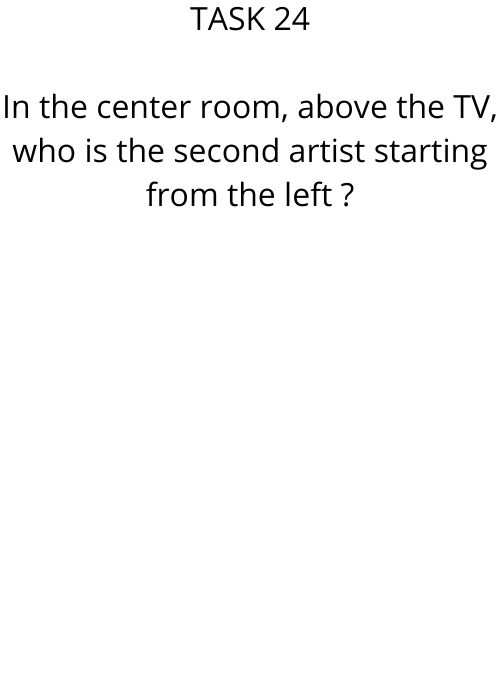 TASK 24
In the center room, above the TV,
who is the second artist starting
from the left ?